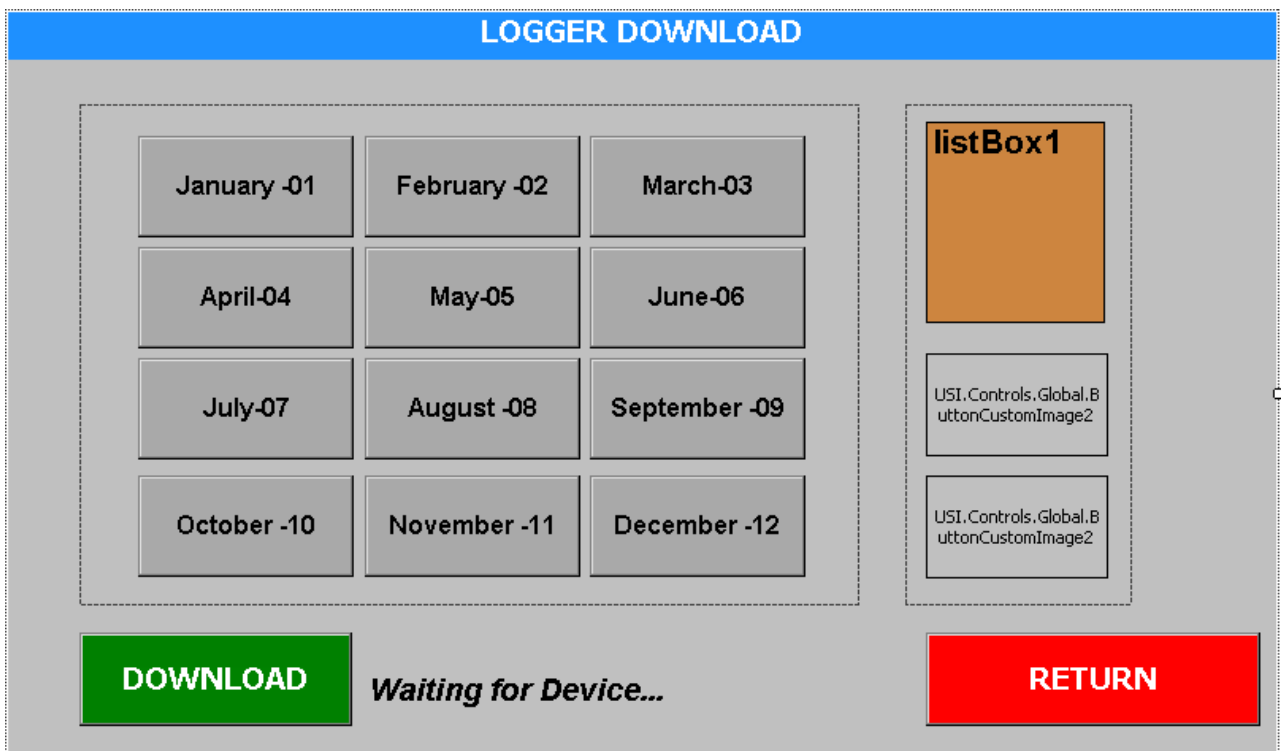 LOGGER DOWNLOAD
January -01
February -02
March-03
listBox1
April-04
May-05
June-06
July-07
August -08
September -09
USI.Controls.Global.B
uttonCustomImage2
October -10
November -11
December -12
USI.Controls.Global.B
uttonCustomImage2
DOWNLOAD
Waiting for Device...
RETURN